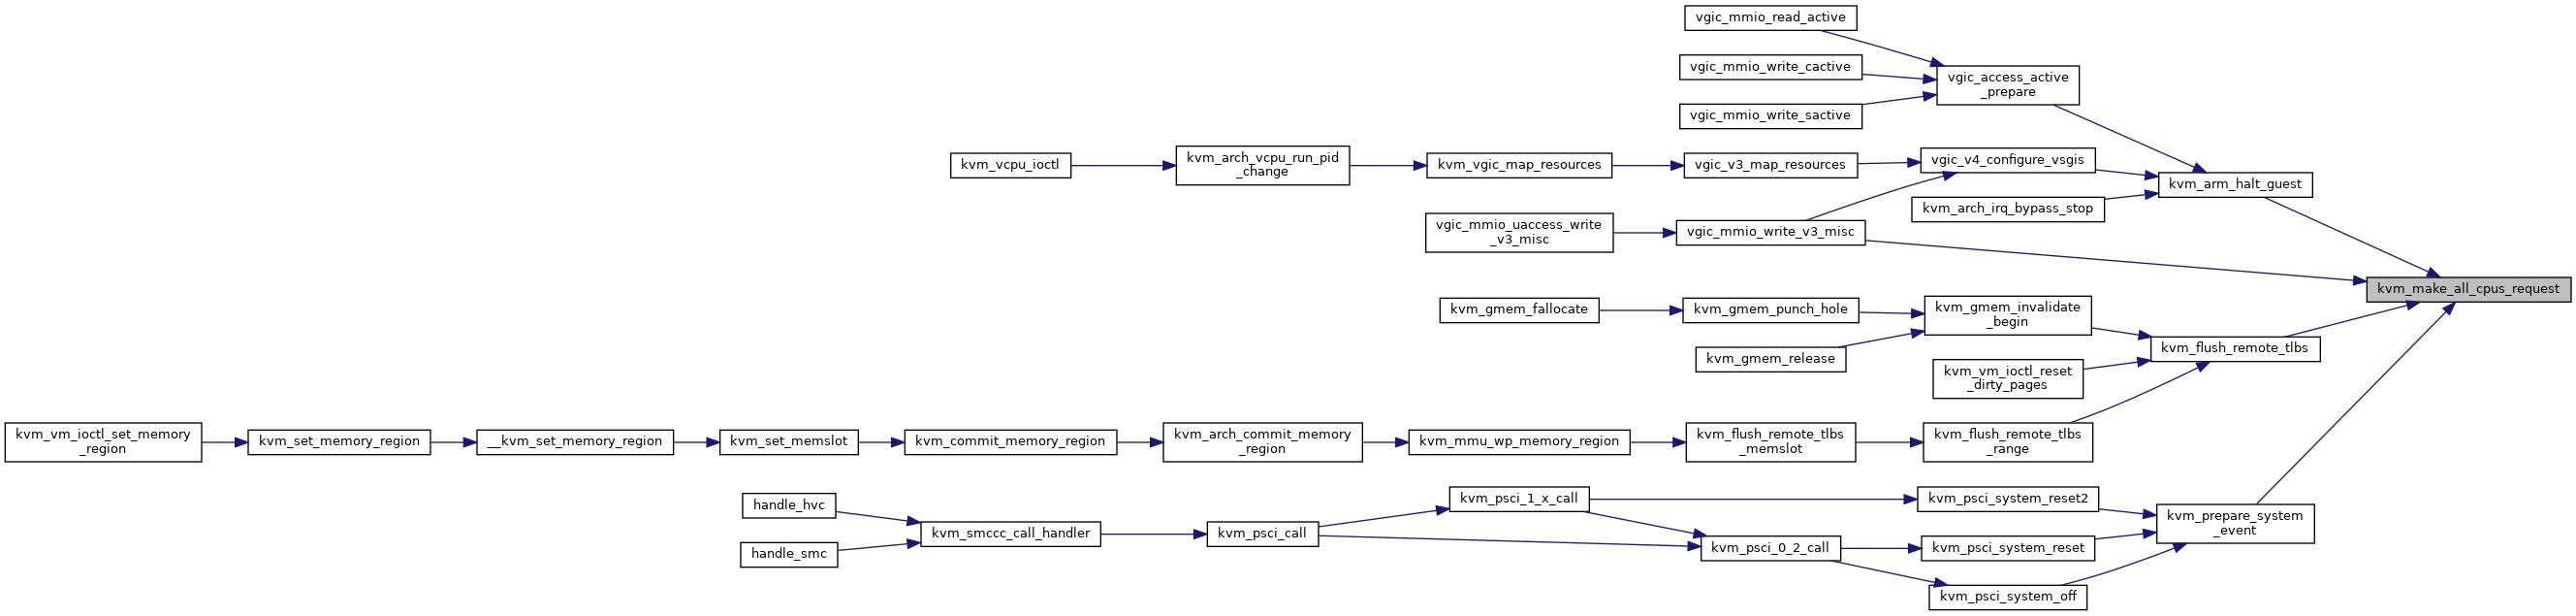 vgic_mmio_read_active
vgic_mmio_write_cactive
vgic_access_active
_prepare
vgic_mmio_write_sactive
kvm_vcpu_ioctl
kvm_arch_vcpu_run_pid
_change
kvm_vgic_map_resources
vgic_v3_map_resources
vgic_v4_configure_vsgis
kvm_arm_halt_guest
kvm_arch_irq_bypass_stop
vgic_mmio_uaccess_write
_v3_misc
vgic_mmio_write_v3_misc
kvm_make_all_cpus_request
kvm_gmem_fallocate
kvm_gmem_punch_hole
kvm_gmem_invalidate
_begin
kvm_gmem_release
kvm_flush_remote_tlbs
kvm_vm_ioctl_reset
_dirty_pages
kvm_vm_ioctl_set_memory
_region
kvm_set_memory_region
__kvm_set_memory_region
kvm_set_memslot
kvm_commit_memory_region
kvm_arch_commit_memory
_region
kvm_mmu_wp_memory_region
kvm_flush_remote_tlbs
_memslot
kvm_flush_remote_tlbs
_range
handle_hvc
handle_smc
kvm_smccc_call_handler
kvm_psci_call
kvm_psci_1_x_call
kvm_psci_0_2_call
kvm_psci_system_reset2
kvm_psci_system_reset
kvm_psci_system_off
kvm_prepare_system
_event